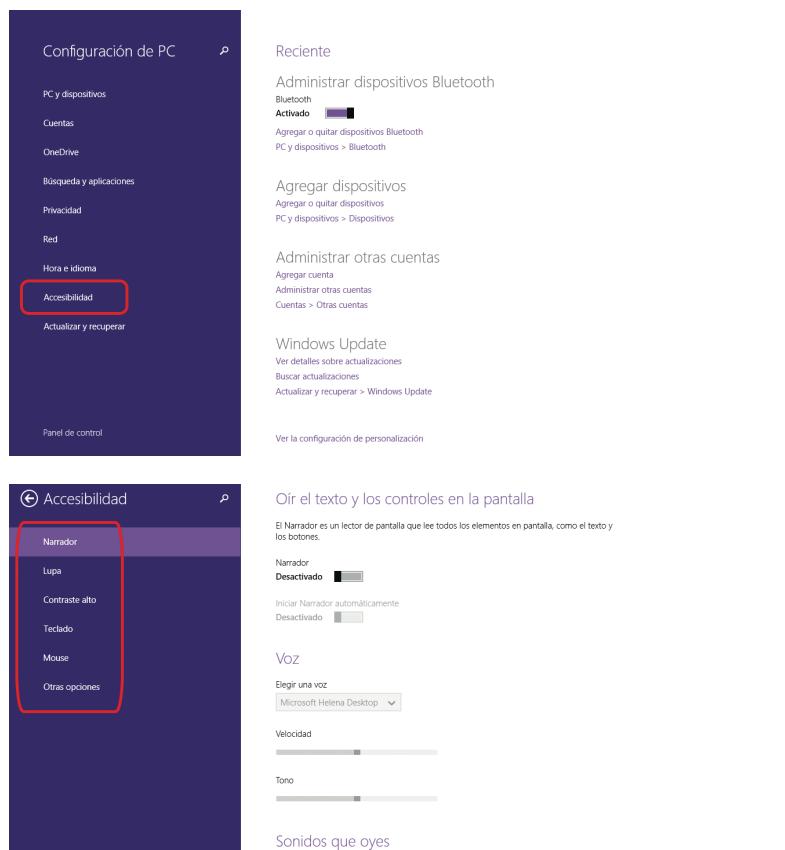 Configuración de PC
PC y dispositivos
Cuentas
OneDrive
Búsqueda y aplicaciones
Privacidad
Red
Hora e idioma
Accesibilidad
Actualizar y recuperar
Panel de control
Reciente
Administrar dispositivos Bluetooth
Bluetooth
Activado
Agregar o quitar dispositivos Bluetooth
PC y dispositivos > Bluetooth
Agregar dispositivos
Agregar o quitar dispositivos
PC y dispositivos > Dispositivos
Administrar otras cuentas
Agregar cuenta
Administrar otras cuentas
Cuentas > Otras cuentas
Windows Update
Ver detalles sobre actualizaciones
Buscar actualizaciones
Actualizar y recuperar > Windows Update
Ver la configuración de personalización
Accesibilidad
Narrador
Lupa
Contraste alto
Teclado
Mouse
Otras opciones
Oír el texto y los controles en la pantalla
El Narrador es un lector de pantalla que lee todos los elementos en pantalla, como el texto y
los botones.
Narrador
Desactivado
Iniciar Narrador automáticamente
Desactivado
Voz
Elegir una voz
Microsoft Helena Desktop
Velocidad
Tono
Sonidos que oyes